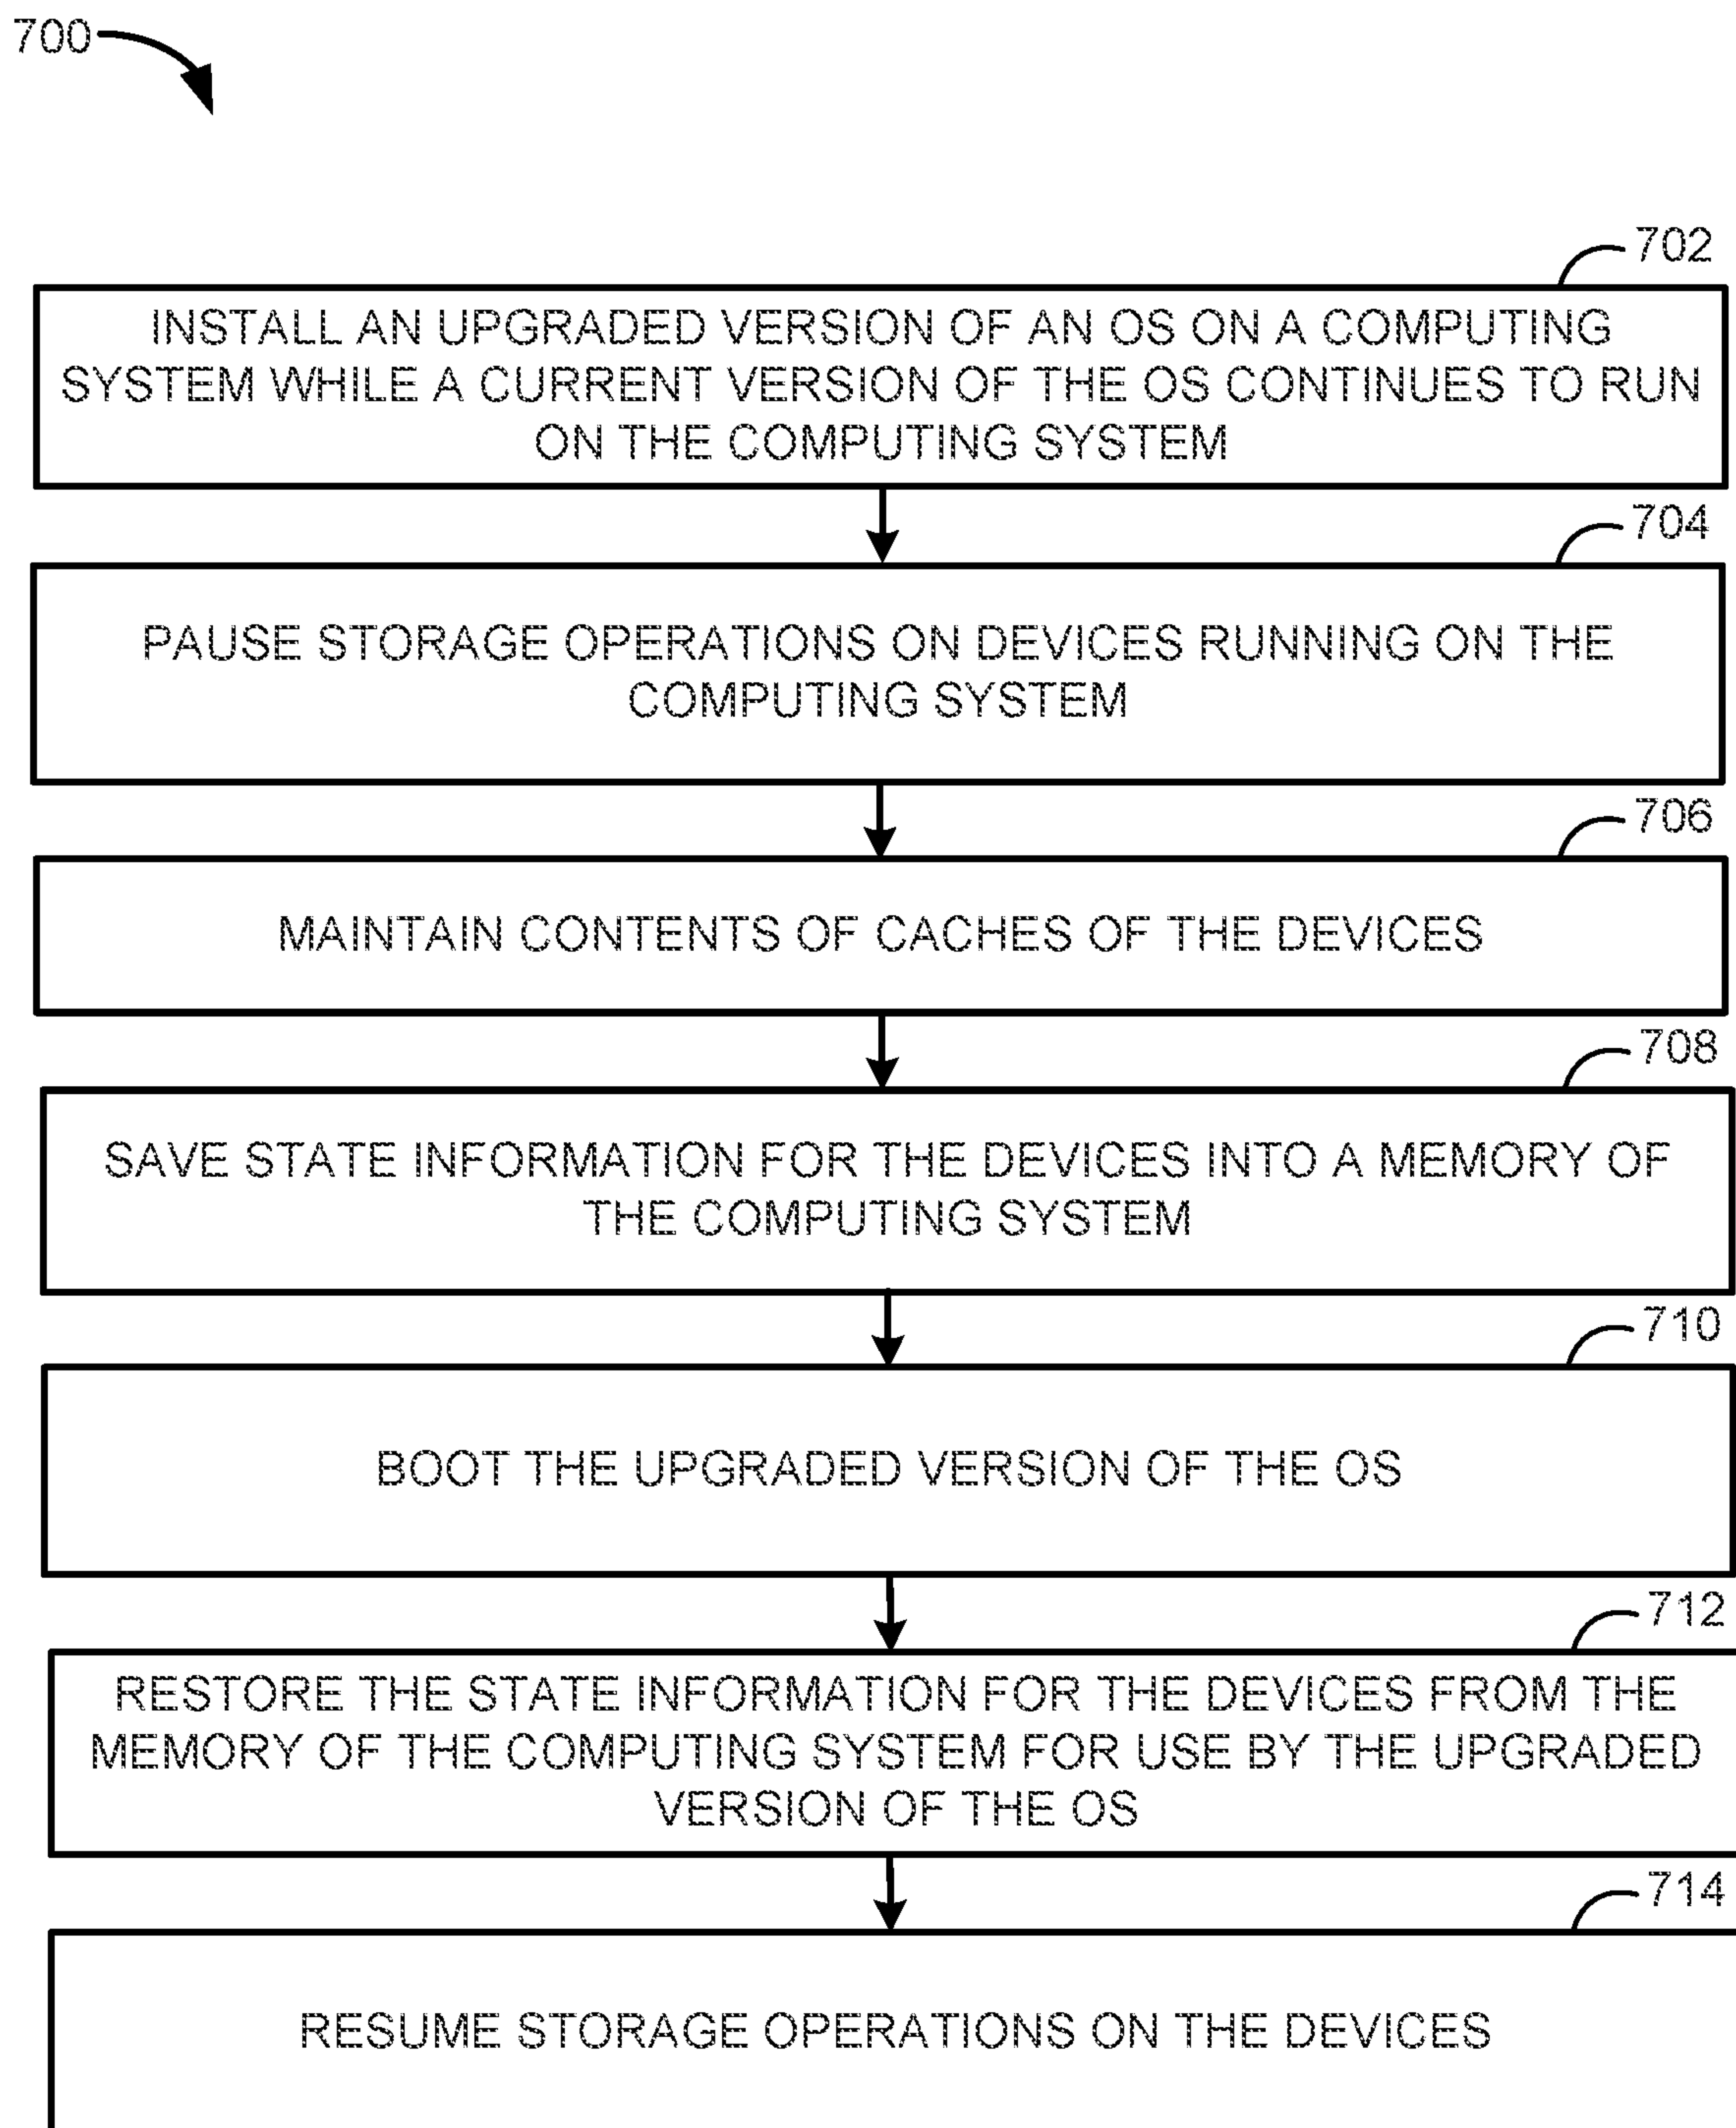 700
702
INSTALL AN UPGRADED VERSION OF AN OS ON A COMPUTING
SYSTEM WHILE A CURRENT VERSION OF THE OS CONTINUES TO RUN
ON THE COMPUTING SYSTEM
704
PAUSE STORAGE OPERATIONS ON DEVICES RUNNING ON THE
COMPUTING SYSTEM
706
MAINTAIN CONTENTS OF CACHES OF THE DEVICES
708
SAVE STATE INFORMATION FOR THE DEVICES INTO A MEMORY OF
THE COMPUTING SYSTEM
710
BOOT THE UPGRADED VERSION OF THE OS
712
RESTORE THE STATE INFORMATION FOR THE DEVICES FROM THE
MEMORY OF THE COMPUTING SYSTEM FOR USE BY THE UPGRADED
VERSION OF THE OS
714
RESUME STORAGE OPERATIONS ON THE DEVICES